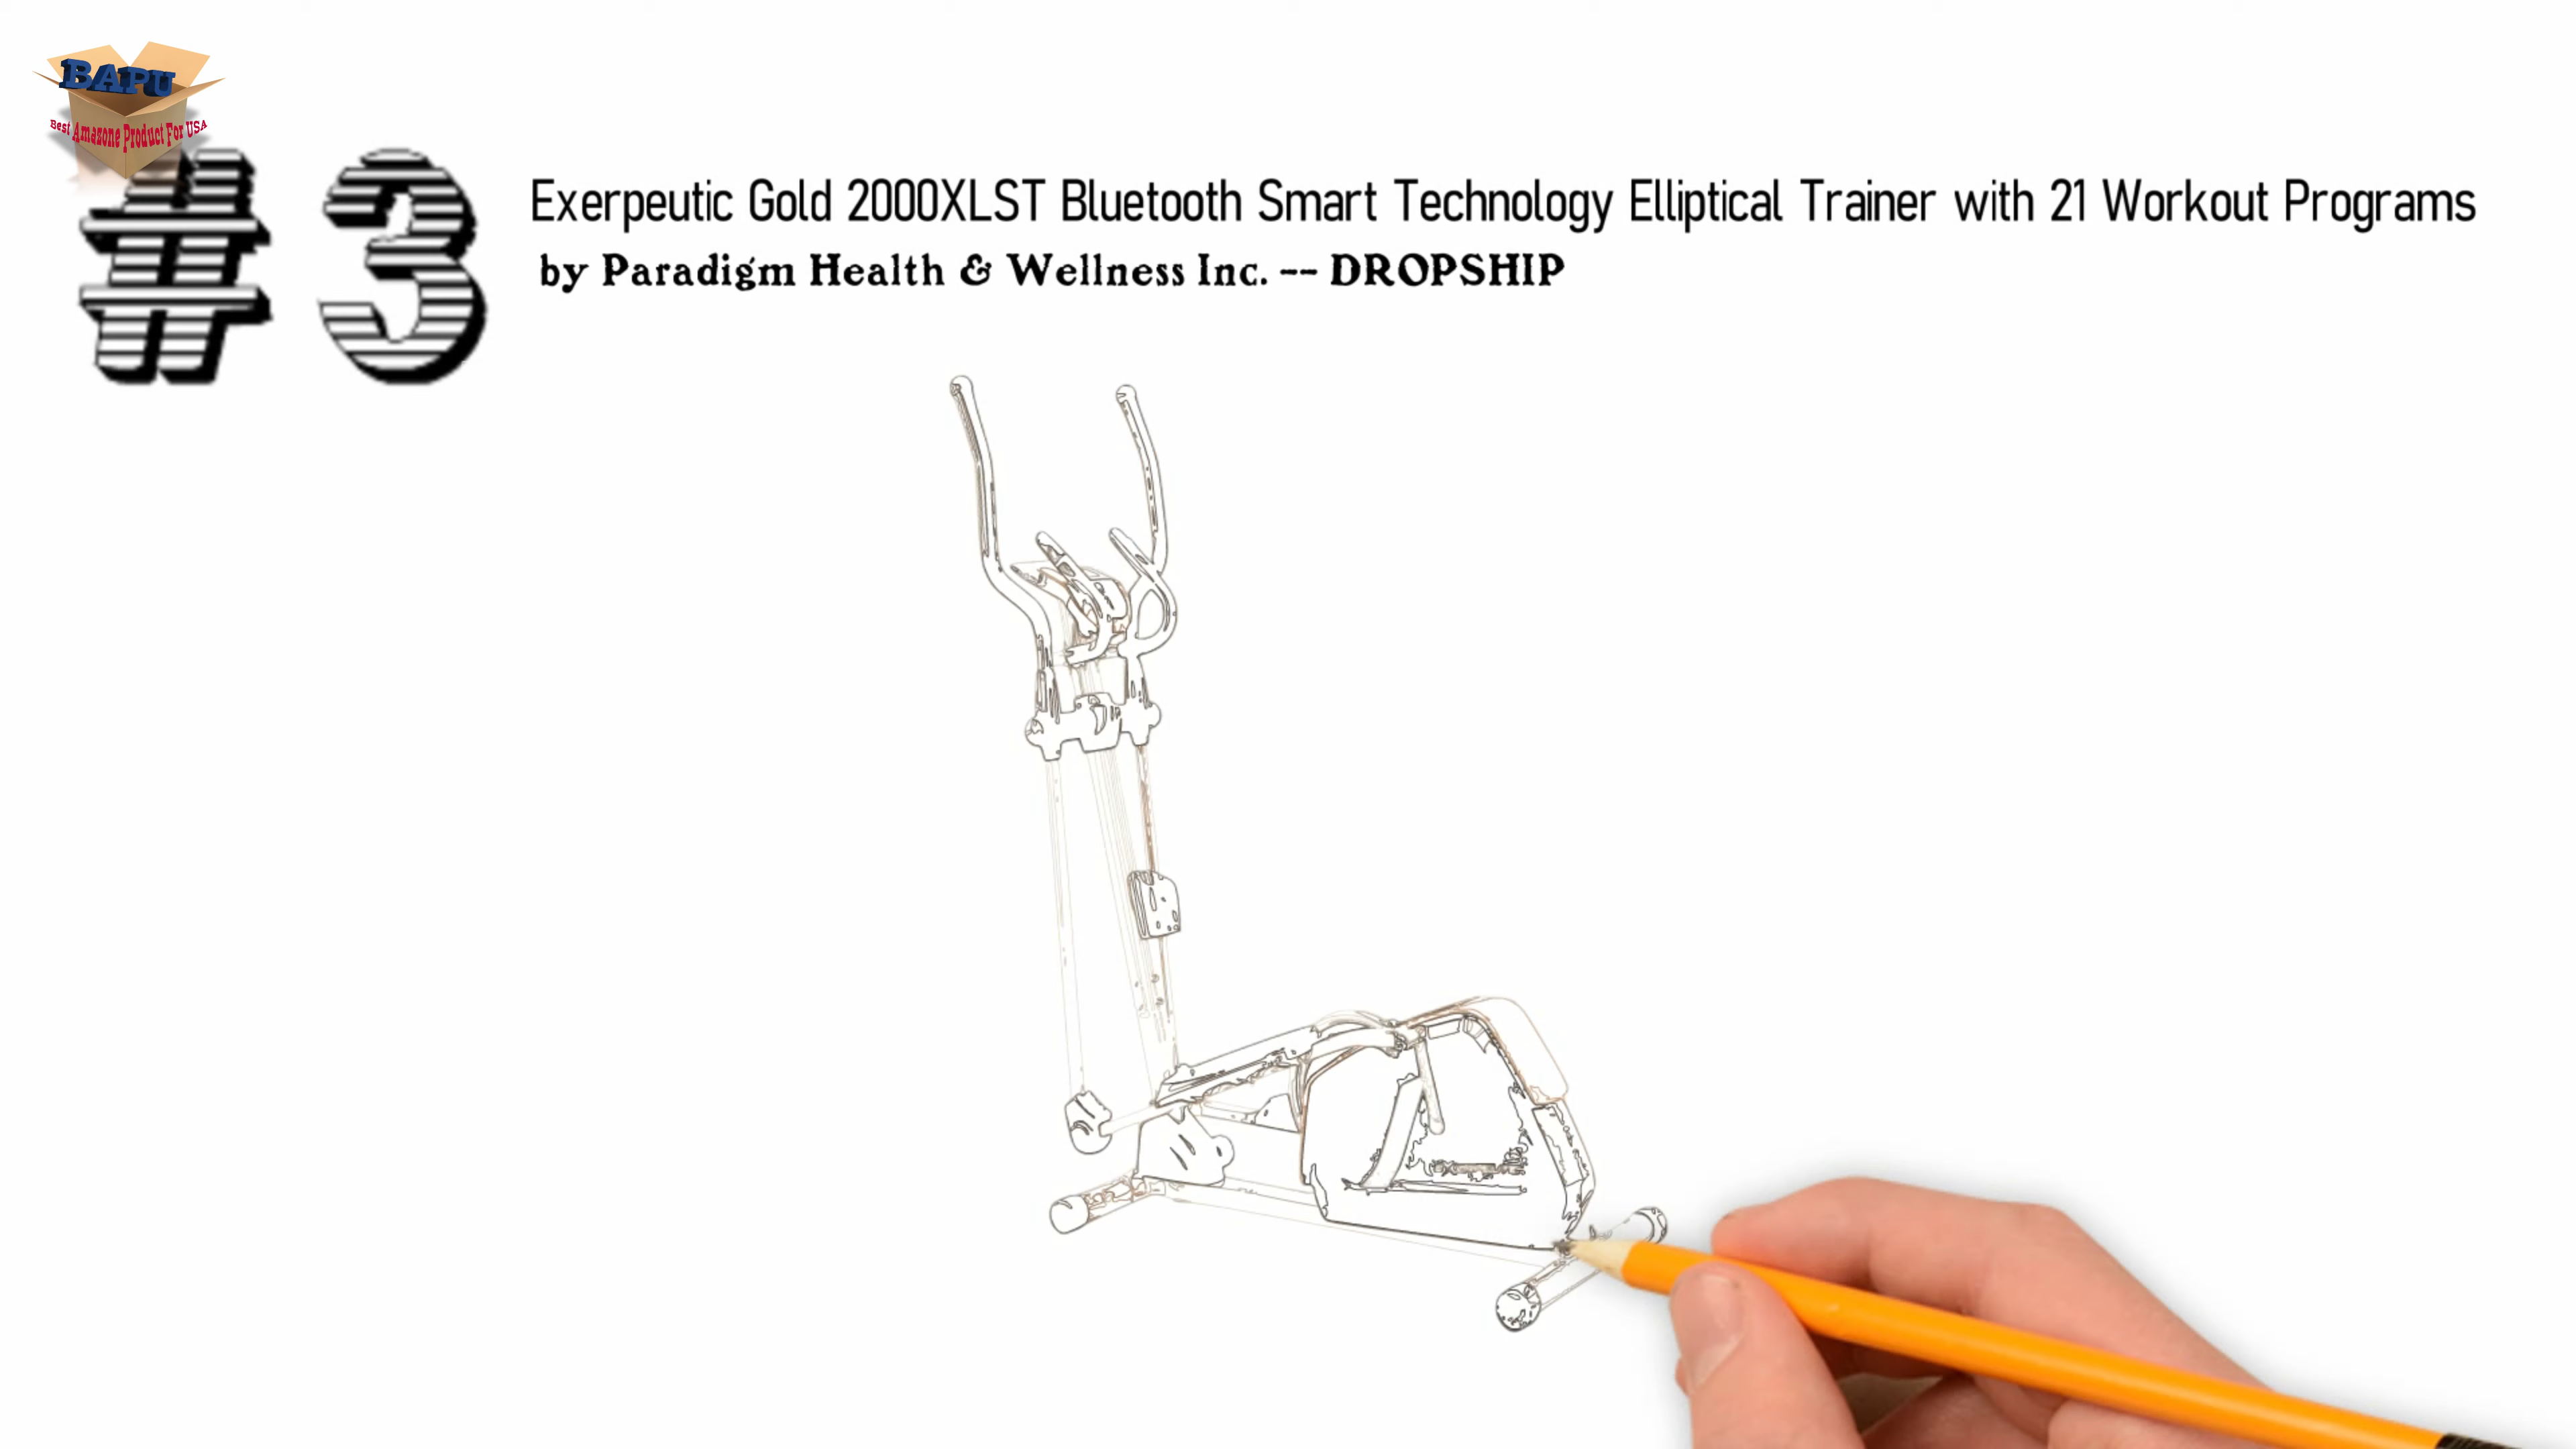 BAPU
Best Amazone Product For USA
#3
Exerpeutic Gold 2000XLST Bluetooth Smart Technology Elliptical Trainer with 21 Workout Programs
by Paradigm Health & Wellness Inc. -- DROPSHIP